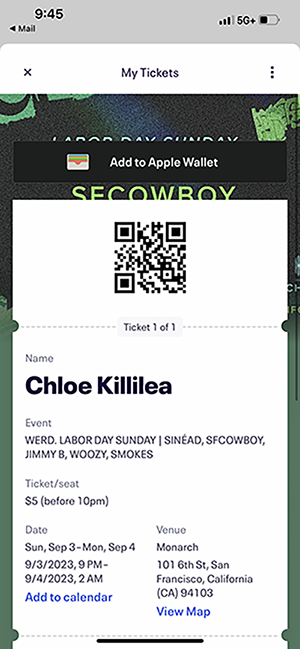 9:45
5G+
Mail
My Tickets
LABOR DAY SUNDAY
Add to Apple Wallet
SFCOWBOY
Ticket 1 of 1
Name
Chloe Killilea
Event
WERD. LABOR DAY SUNDAY | SINÉAD, SFCOWBOY,
JIMMY B, WOOZY, SMOKES
Ticket/seat
$5 (before 10pm)
Date
Sun, Sep 3–Mon, Sep 4
9/3/2023, 9 PM–
9/4/2023, 2 AM
Add to calendar
Venue
Monarch
101 6th St, San
Francisco, California
(CA) 94103
View Map